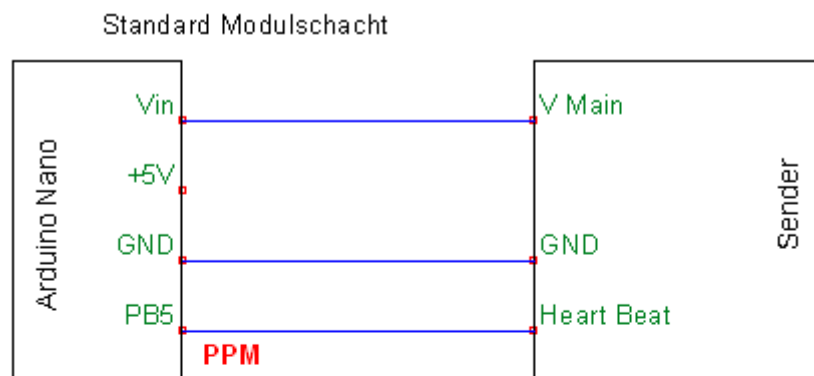 Standard Modulschacht
Arduino Nano
Vin
V Main
+5V
Sender
GND
GND
PB5
Heart Beat
PPM